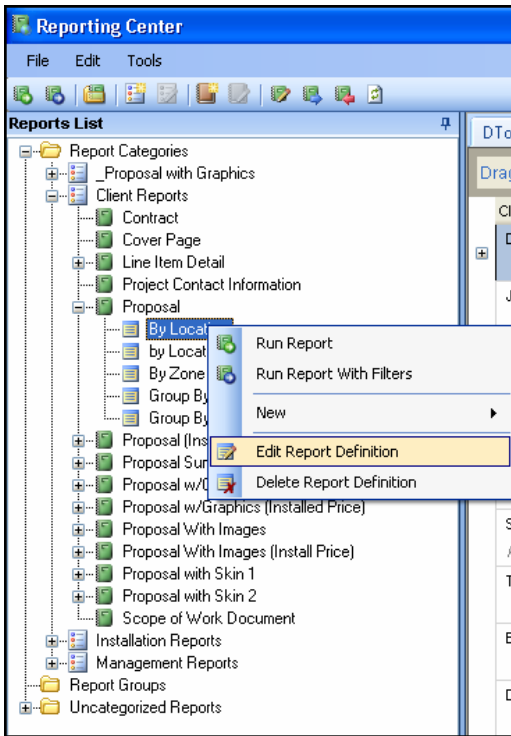 Reporting Center
File Edit Tools
Reports List
Report Categories
_Proposal with Graphics
Client Reports
Contract
Cover Page
Line Item Detail
Project Contact Information
Proposal
By Locat
by Locat
By Zone
Group By
Group By
Run Report
Run Report With Filters
New
Edit Report Definition
Delete Report Definition
Proposal (Ins
Proposal Sur
Proposal w/G
Proposal w/Graphics (Installed Price)
Proposal With Images
Proposal With Images (Install Price)
Proposal with Skin 1
Proposal with Skin 2
Scope of Work Document
Installation Reports
Management Reports
Report Groups
Uncategorized Reports
DTo
Drag